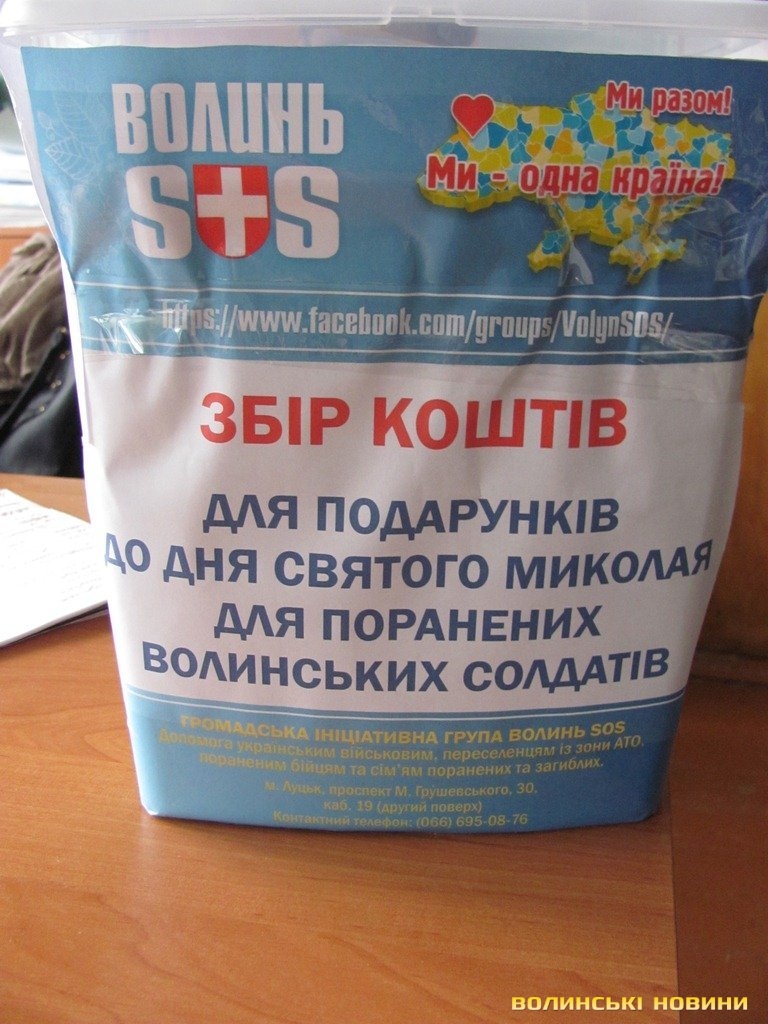 ВОЛИНЬ
SOS
Ми разом!
Ми - одна країна!
https://www.facebook.com/groups/VolynSOS/
ЗБІР КОШТІВ
ДЛЯ ПОДАРУНКІВ
ДО ДНЯ СВЯТОГО МИКОЛАЯ
ДЛЯ ПОРАНЕНИХ
ВОЛИНСЬКИХ СОЛДАТІВ
ГРОМАДСЬКА ІНІЦІАТИВНА ГРУПА ВОЛИНЬ SOS
Допомога українським військовим, переселенцям із зони АТО,
пораненим бійцям та сім'ям поранених та загиблих.
м. Луцьк, проспект М. Грушевського, 30.
каб. 19 (другий поверх)
Контактний телефон: (066) 695-08-76
ВОЛИНСЬКІ НОВИНИ